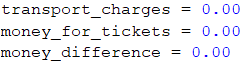 transport_charges = 0.00
money_for_tickets = 0.00
money_difference = 0.00